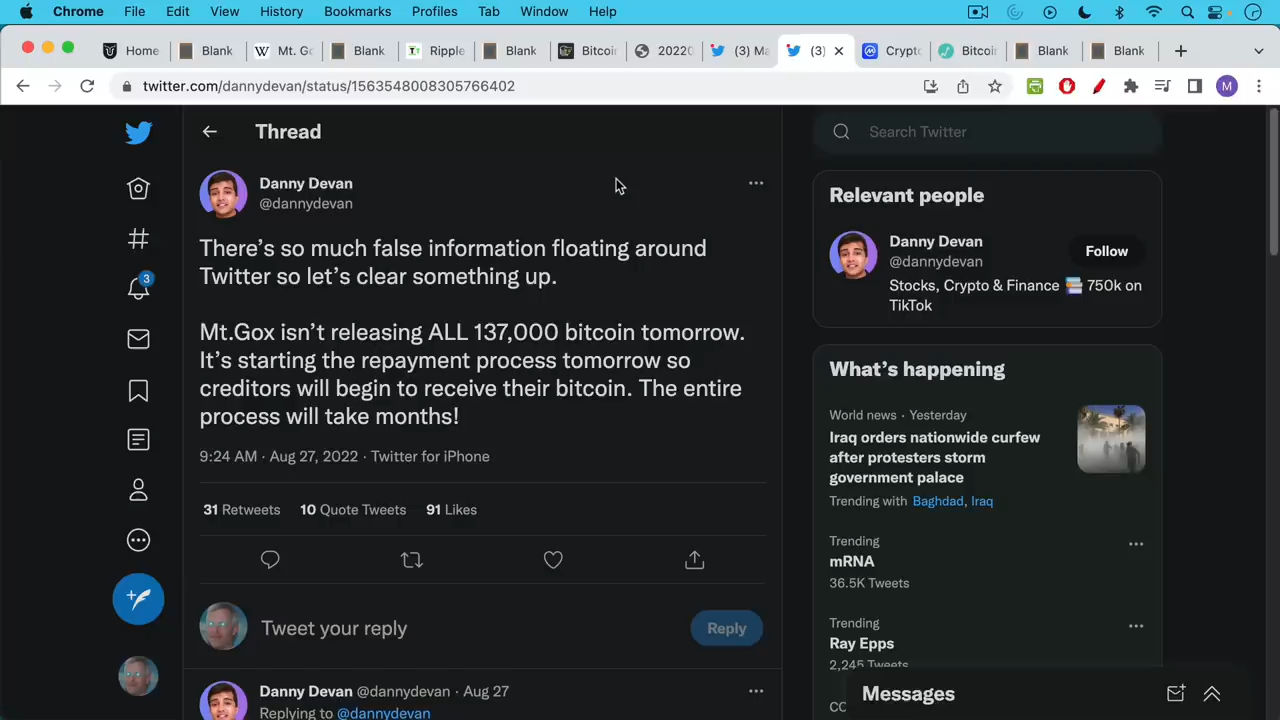 Chrome File Edit View History Bookmarks Profiles Tab Window Help
Home Blank Mt. Go Blank Ripple Blank Bitcoi 20220 (3) Ma (3) Crypto Bitcoi Blank Blank
twitter.com/dannydevan/status/1563548008305766402
M
Thread
Search Twitter
Danny Devan
@dannydevan
There's so much false information floating around
Twitter so let's clear something up.
Mt.Gox isn't releasing ALL 137,000 bitcoin tomorrow.
It's starting the repayment process tomorrow so
creditors will begin to receive their bitcoin. The entire
process will take months!
9:24 AM · Aug 27, 2022 · Twitter for iPhone
31 Retweets 10 Quote Tweets 91 Likes
Tweet your reply
Reply
Danny Devan @dannydevan · Aug 27
Replying to @dannydevan
3
Relevant people
Danny Devan
@dannydevan
Follow
Stocks, Crypto & Finance 750k on
TikTok
What's happening
World news · Yesterday
Iraq orders nationwide curfew
after protesters storm
government palace
Trending with Baghdad, Iraq
Trending
mRNA
36.5K Tweets
Trending
Ray Epps
2,245 Tweets
Messages